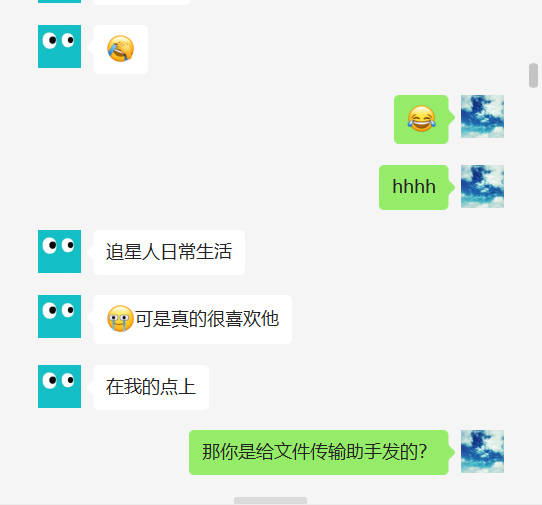 🤣
😂
hhhh
追星人日常生活
🥹可是真的很喜欢他
在我的点上
那你是给文件传输助手发的？